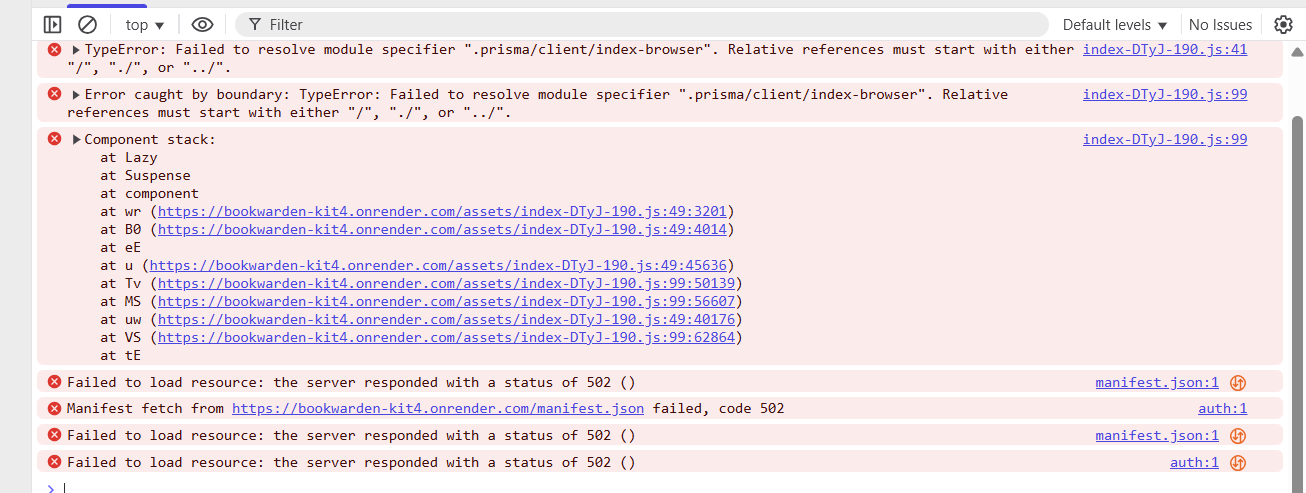 top ▼ Filter Default levels ▼ No Issues
▶ TypeError: Failed to resolve module specifier ".prisma/client/index-browser". Relative references must start with either index-DTyJ-190.js:41
"/", "./", or "../".
▶ Error caught by boundary: TypeError: Failed to resolve module specifier ".prisma/client/index-browser". Relative index-DTyJ-190.js:99
references must start with either "/", "./", or "../".
▶ Component stack: index-DTyJ-190.js:99
at Lazy
at Suspense
at component
at wr (https://bookwarden-kit4.onrender.com/assets/index-DTyJ-190.js:49:3201)
at B0 (https://bookwarden-kit4.onrender.com/assets/index-DTyJ-190.js:49:4014)
at eE
at u (https://bookwarden-kit4.onrender.com/assets/index-DTyJ-190.js:49:45636)
at Tv (https://bookwarden-kit4.onrender.com/assets/index-DTyJ-190.js:99:50139)
at MS (https://bookwarden-kit4.onrender.com/assets/index-DTyJ-190.js:99:56607)
at uw (https://bookwarden-kit4.onrender.com/assets/index-DTyJ-190.js:49:40176)
at VS (https://bookwarden-kit4.onrender.com/assets/index-DTyJ-190.js:99:62864)
at tE
Failed to load resource: the server responded with a status of 502 () manifest.json:1
Manifest fetch from https://bookwarden-kit4.onrender.com/manifest.json failed, code 502 auth:1
Failed to load resource: the server responded with a status of 502 () manifest.json:1
Failed to load resource: the server responded with a status of 502 () auth:1